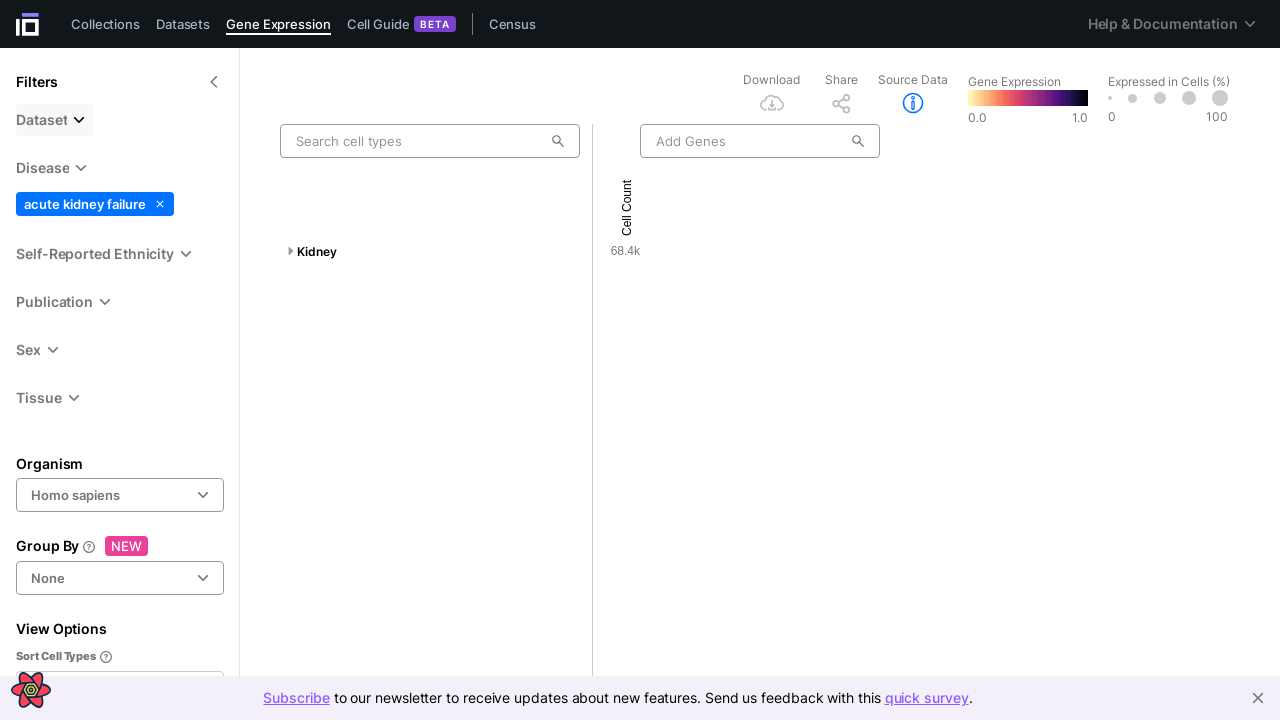 Collections Datasets Gene Expression Cell Guide BETA Census Help & Documentation
Filters
Dataset
Disease
acute kidney failure ×
Self-Reported Ethnicity
Publication
Sex
Tissue
Organism
Homo sapiens
Group By NEW
None
View Options
Sort Cell Types
Download Share Source Data
Gene Expression
0.0 1.0
Expressed in Cells (%)
0 100
Search cell types
Add Genes
Cell Count
Kidney 68.4k
Subscribe to our newsletter to receive updates about new features. Send us feedback with this quick survey.